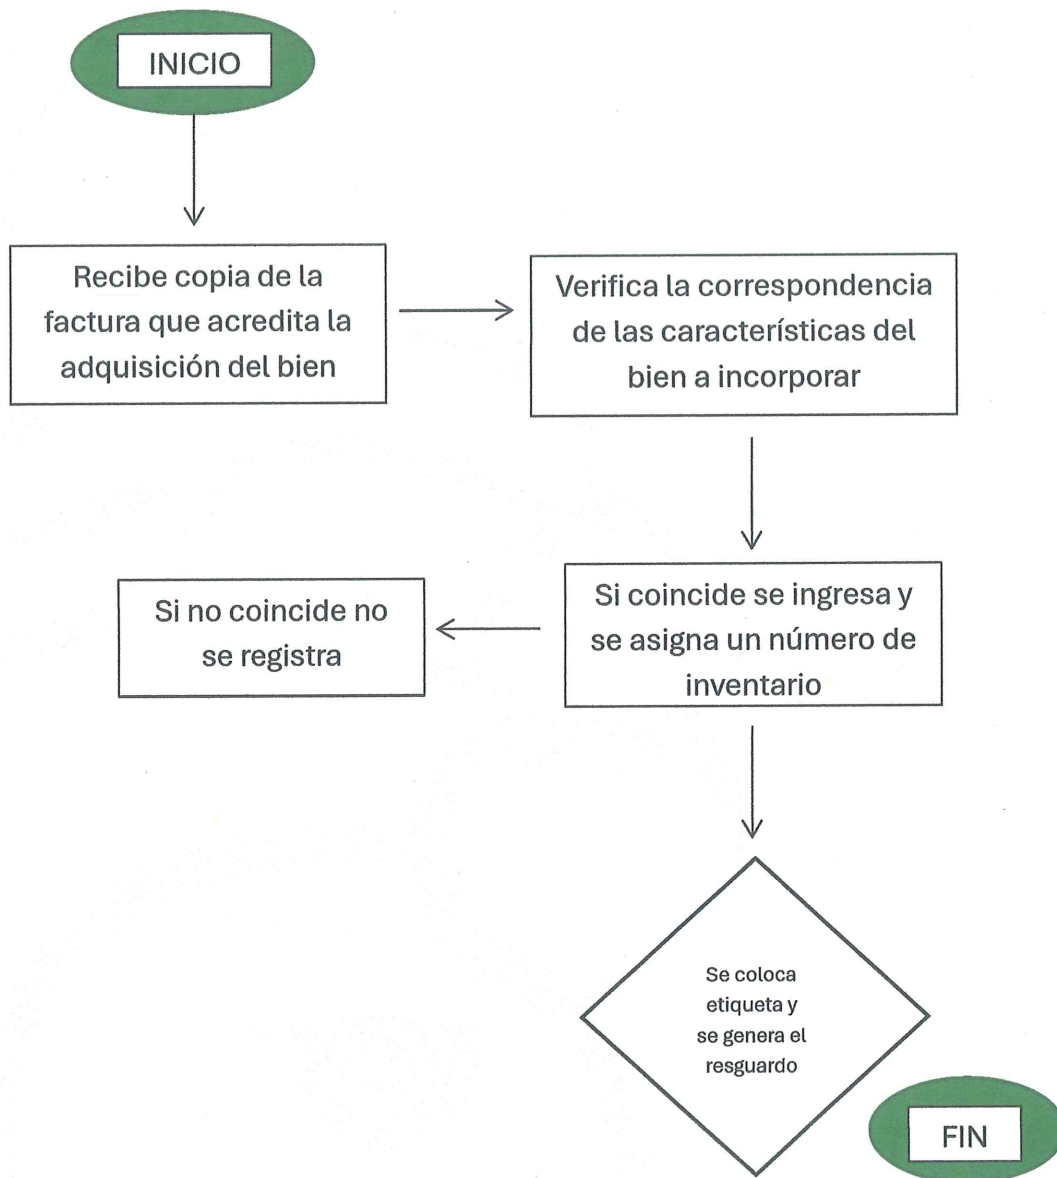 INICIO
Recibe copia de la
factura que acredita la
adquisición del bien
Verifica la correspondencia
de las características del
bien a incorporar
Si coincide se ingresa y
se asigna un número de
inventario
Si no coincide no
se registra
Se coloca
etiqueta y
se genera el
resguardo
FIN